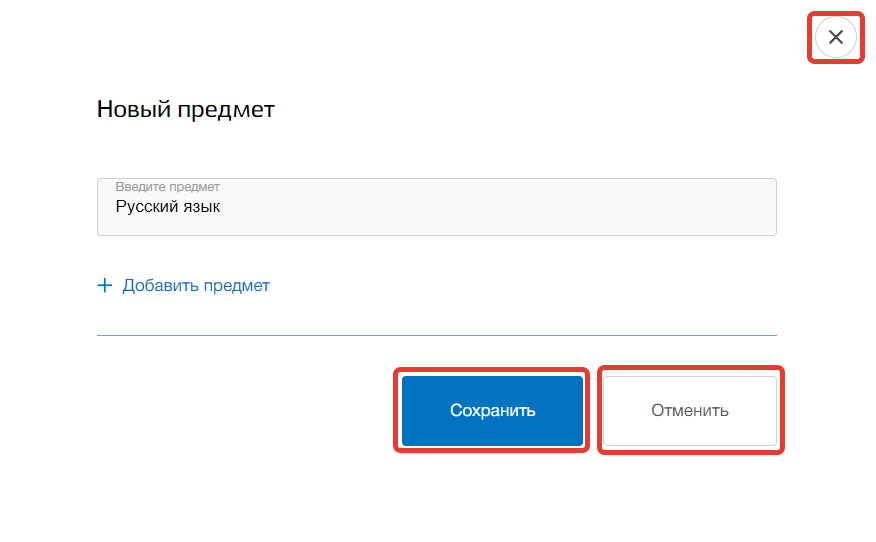 Новый предмет
Введите предмет
Русский язык
Добавить предмет
Сохранить
Отменить